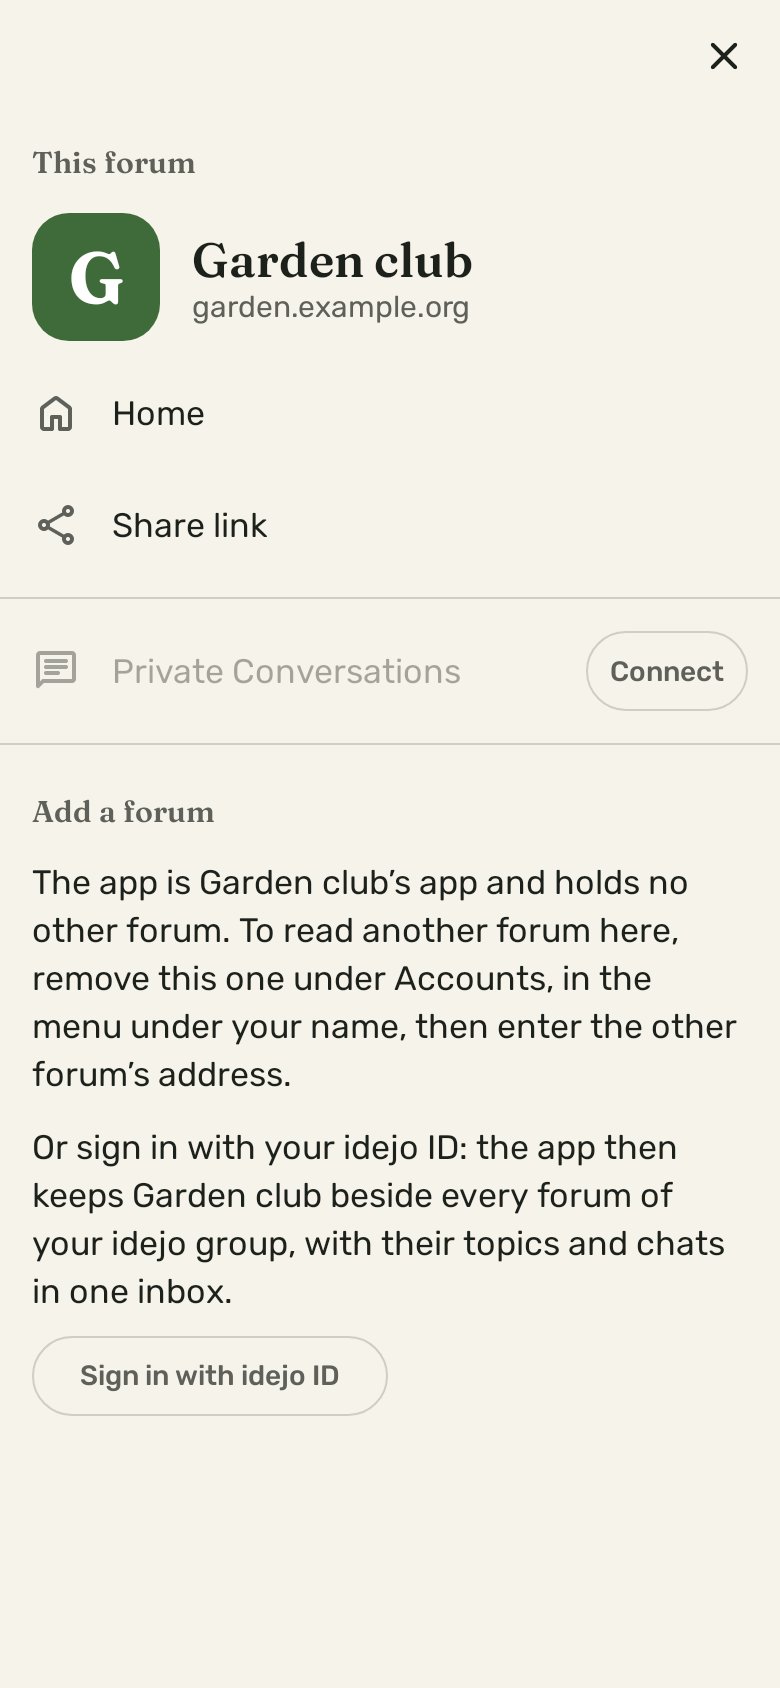 This forum
G
Garden club
garden.example.org
Home
Share link
Private Conversations
Connect
Add a forum
The app is Garden club’s app and holds no
other forum. To read another forum here,
remove this one under Accounts, in the
menu under your name, then enter the other
forum’s address.
Or sign in with your idejo ID: the app then
keeps Garden club beside every forum of
your idejo group, with their topics and chats
in one inbox.
Sign in with idejo ID